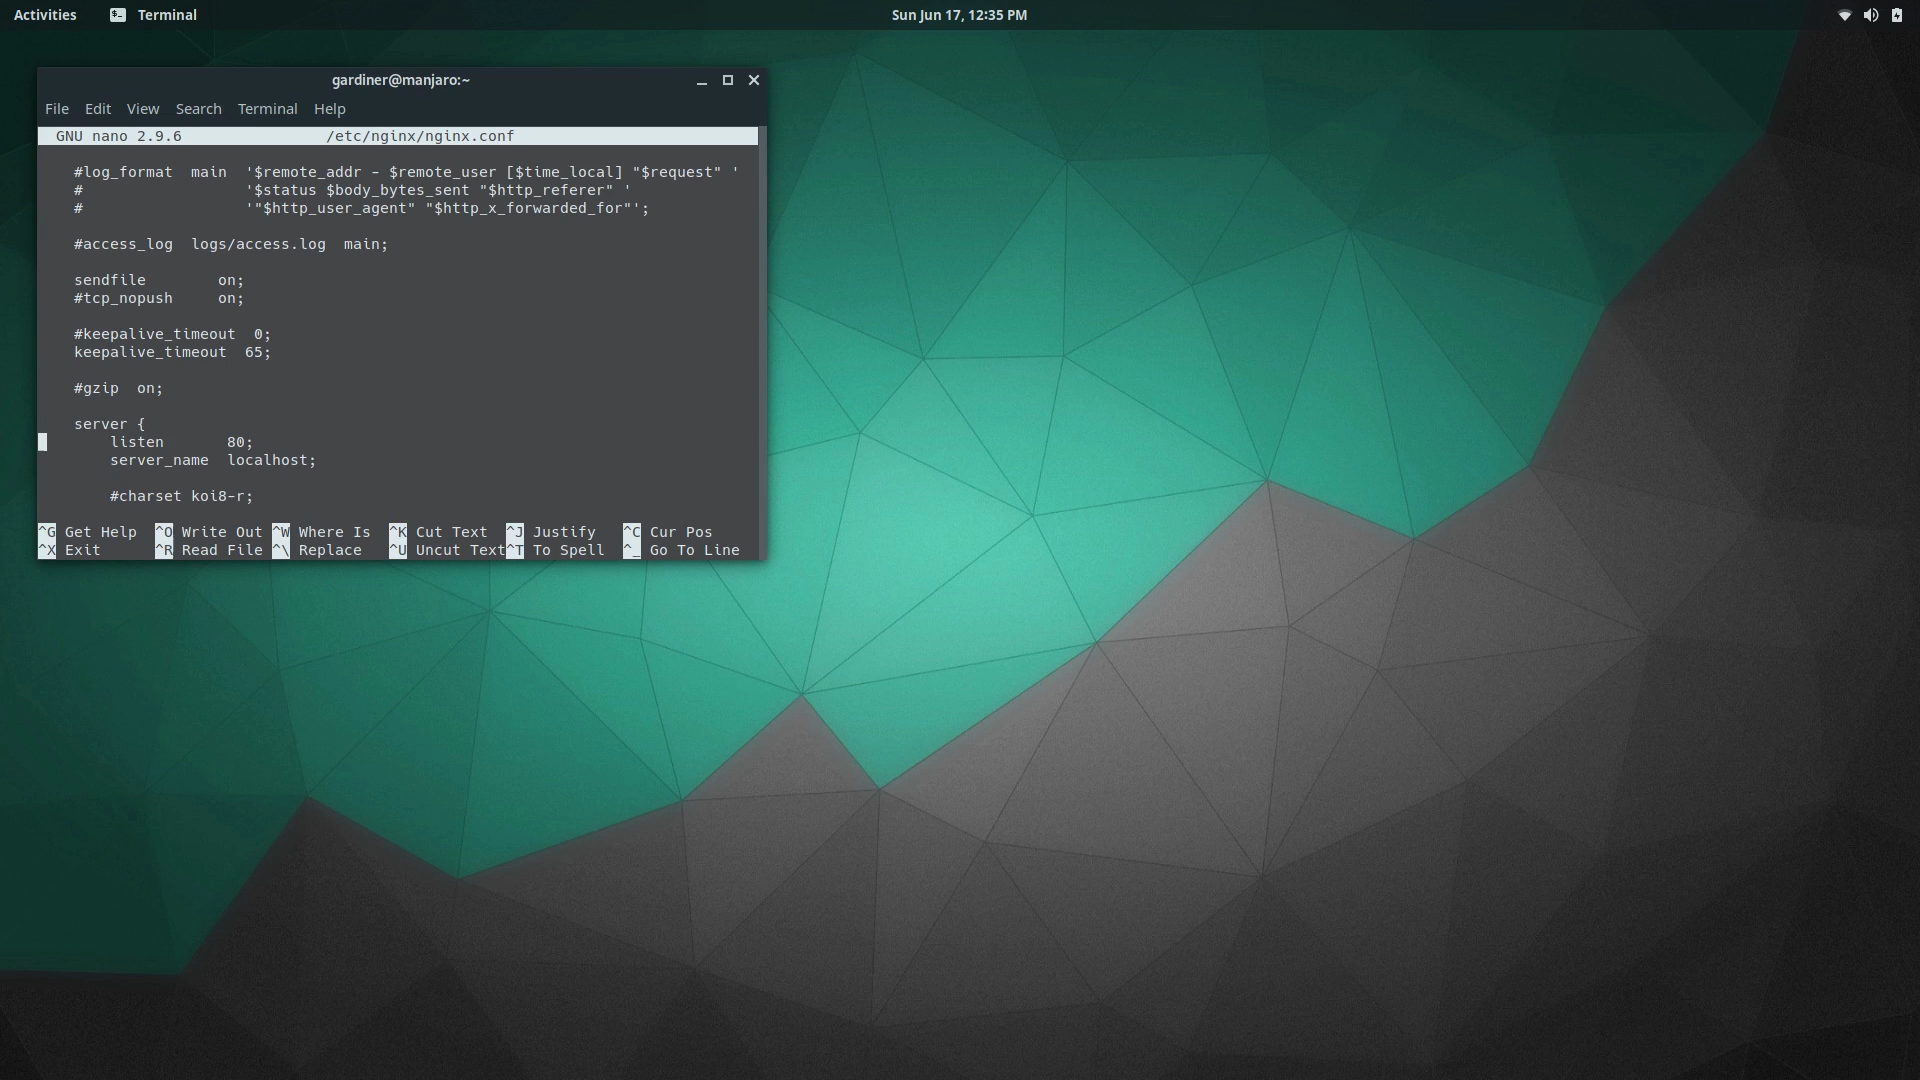 Activities Terminal Sun Jun 17, 12:35 PM
gardiner@manjaro:~
File Edit View Search Terminal Help
GNU nano 2.9.6 /etc/nginx/nginx.conf
#log_format  main  '$remote_addr - $remote_user [$time_local] "$request" '
#                  '$status $body_bytes_sent "$http_referer" '
#                  '"$http_user_agent" "$http_x_forwarded_for"';
#access_log  logs/access.log  main;
sendfile        on;
#tcp_nopush     on;
#keepalive_timeout  0;
keepalive_timeout  65;
#gzip  on;
server {
listen       80;
server_name  localhost;
#charset koi8-r;
^G Get Help ^O Write Out ^W Where Is ^K Cut Text ^J Justify ^C Cur Pos
^X Exit ^R Read File ^\ Replace ^U Uncut Text ^T To Spell ^_ Go To Line